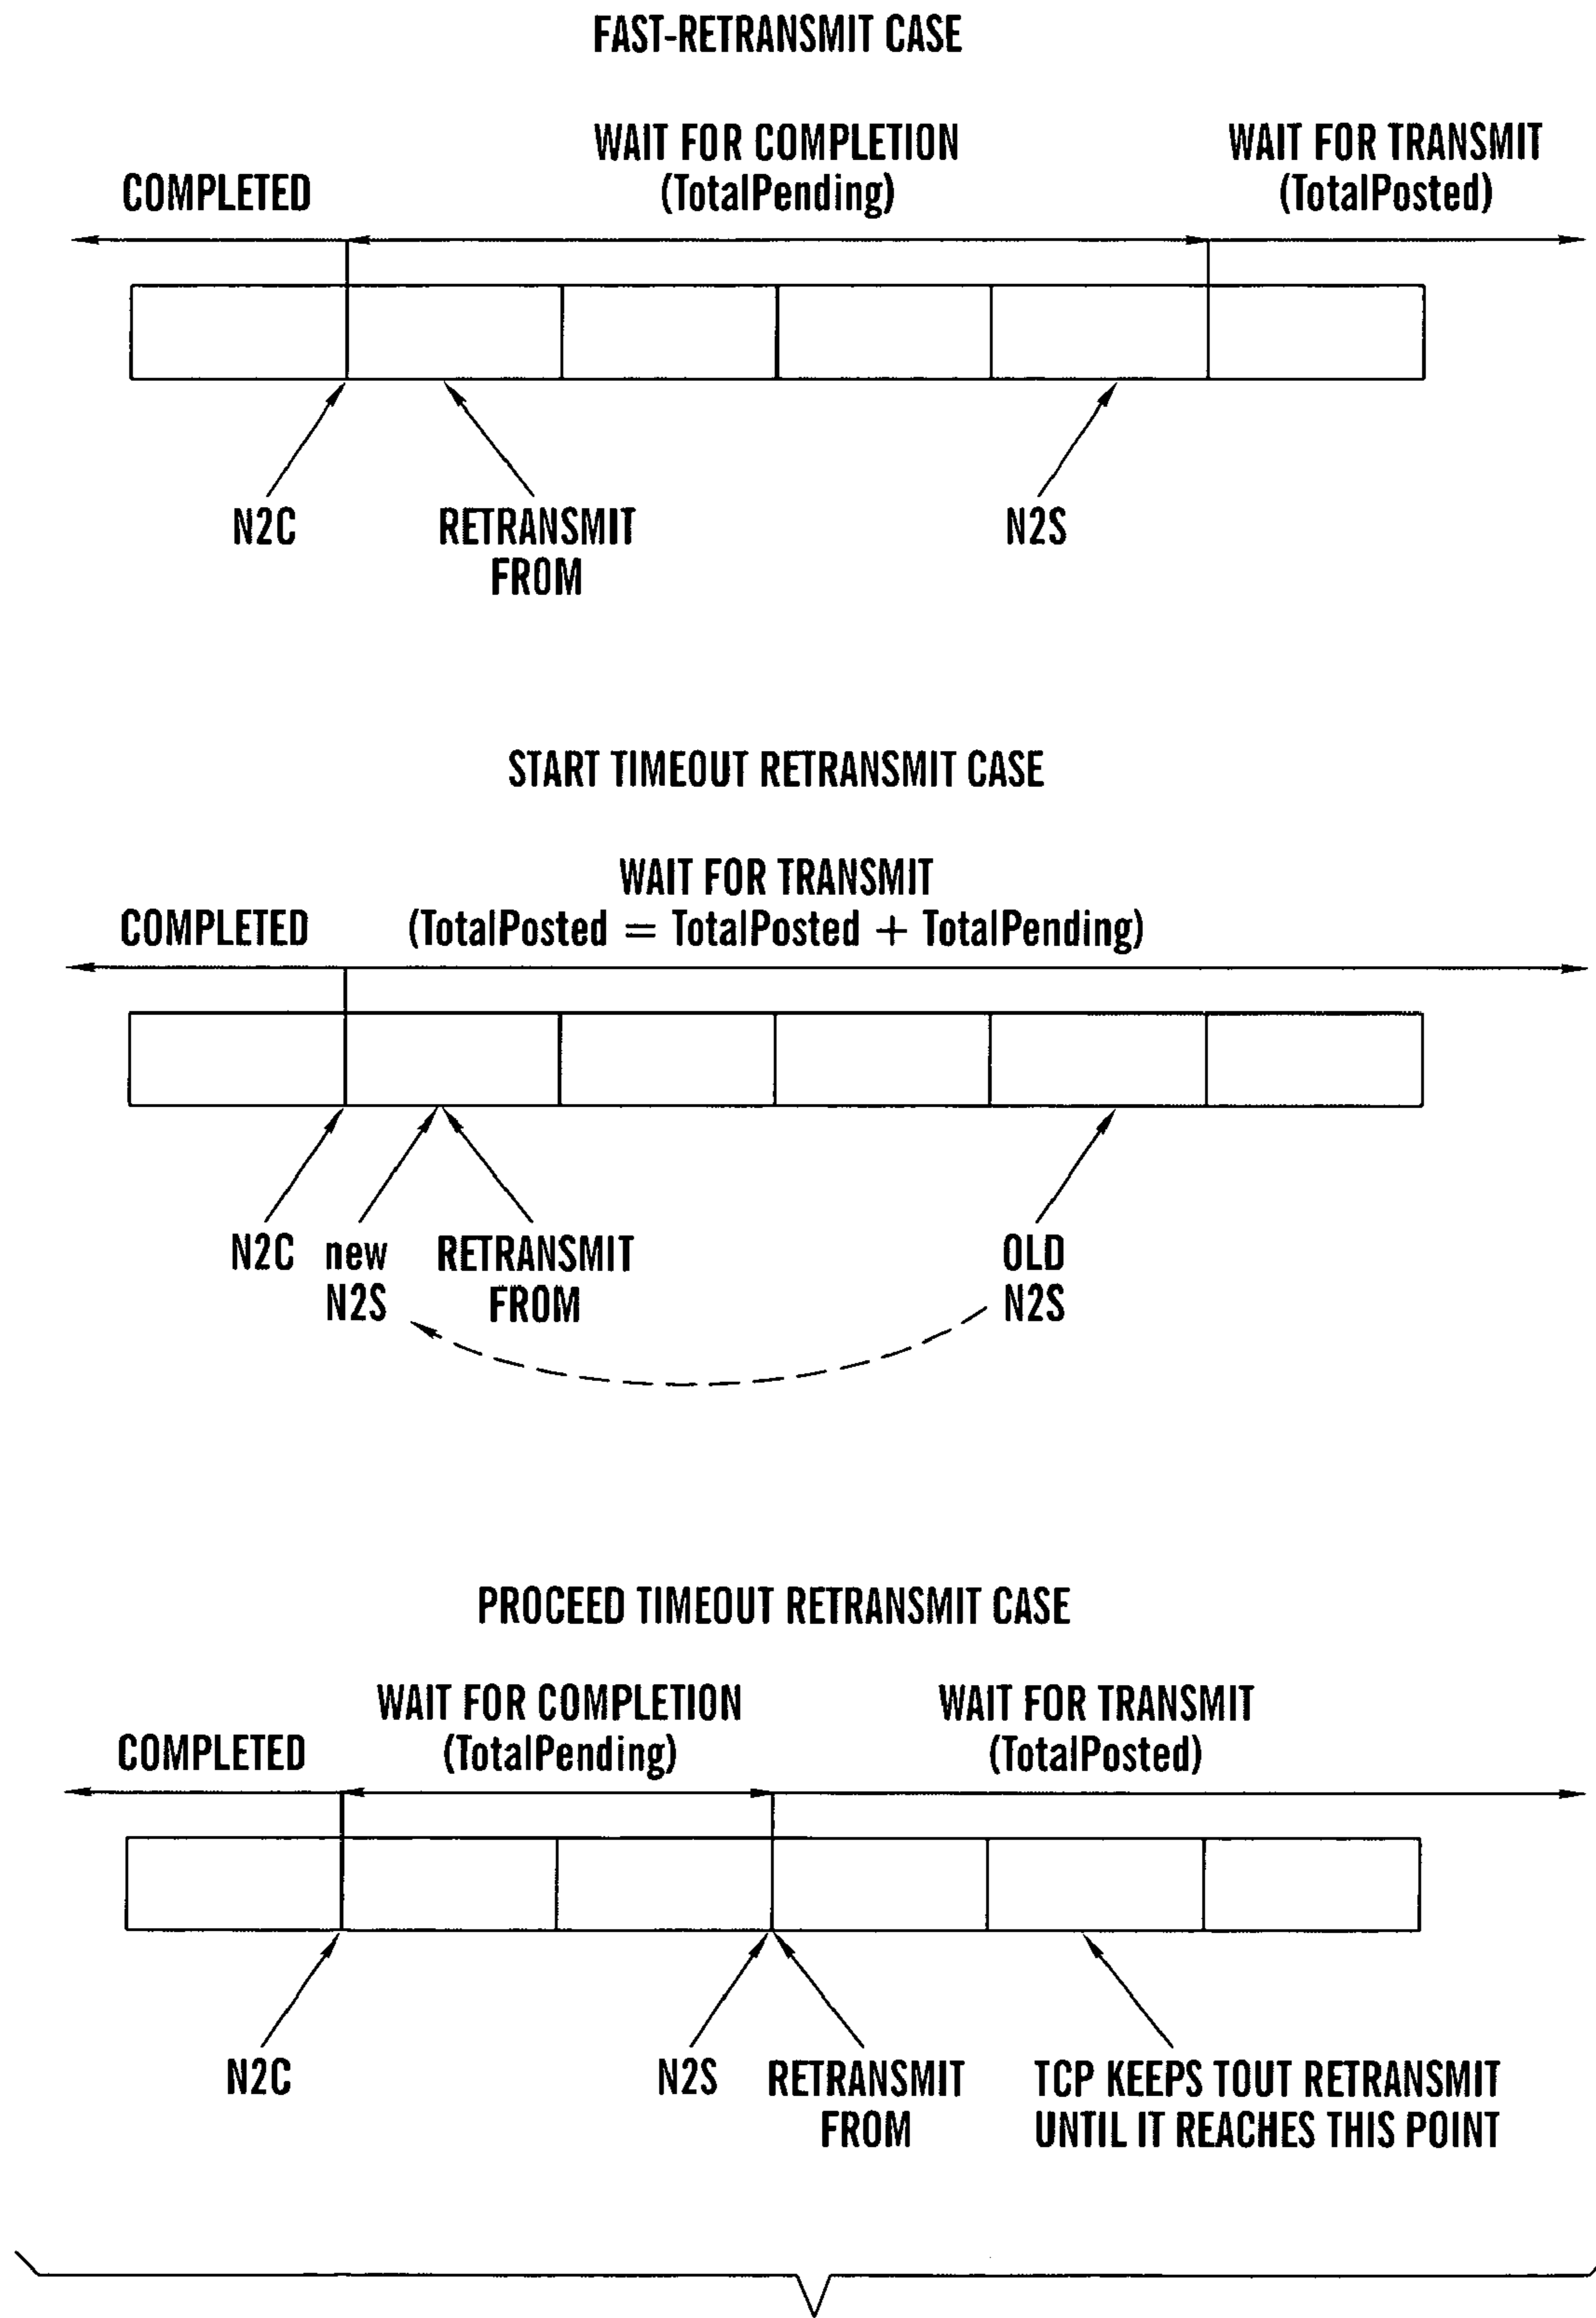 FAST-RETRANSMIT CASE
WAIT FOR COMPLETION
(TotalPending)
WAIT FOR TRANSMIT
(TotalPosted)
COMPLETED
N2C
RETRANSMIT
FROM
N2S
START TIMEOUT RETRANSMIT CASE
WAIT FOR TRANSMIT
(TotalPosted = TotalPosted + TotalPending)
COMPLETED
N2C
new
N2S
RETRANSMIT
FROM
OLD
N2S
PROCEED TIMEOUT RETRANSMIT CASE
WAIT FOR COMPLETION
(TotalPending)
WAIT FOR TRANSMIT
(TotalPosted)
COMPLETED
N2C
N2S
RETRANSMIT
FROM
TCP KEEPS TOUT RETRANSMIT
UNTIL IT REACHES THIS POINT